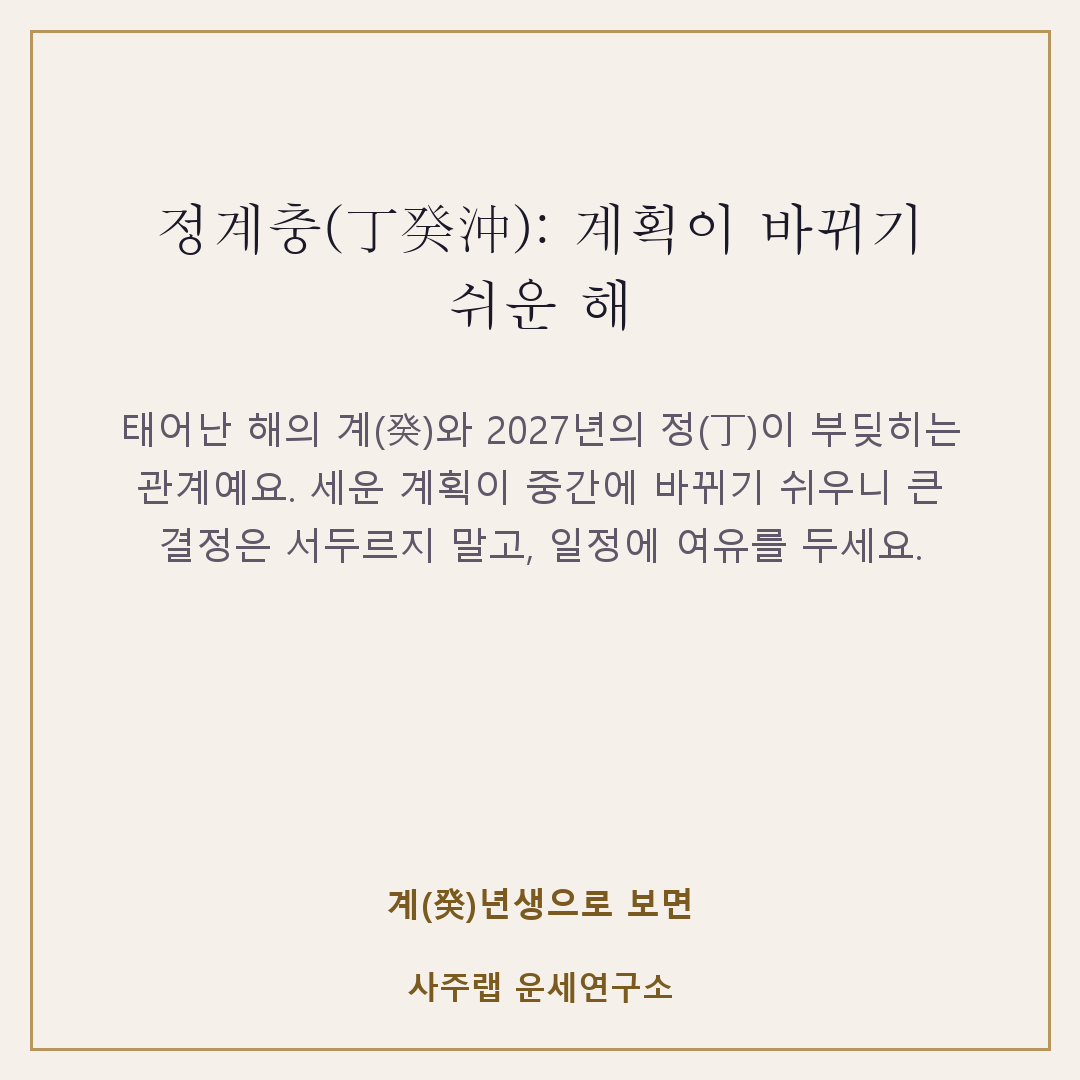 정계충(丁癸沖): 계획이 바뀌기
쉬운 해
태어난 해의 계(癸)와 2027년의 정(丁)이 부딪히는
관계예요. 세운 계획이 중간에 바뀌기 쉬우니 큰
결정은 서두르지 말고, 일정에 여유를 두세요.
계(癸)년생으로 보면
사주랩 운세연구소